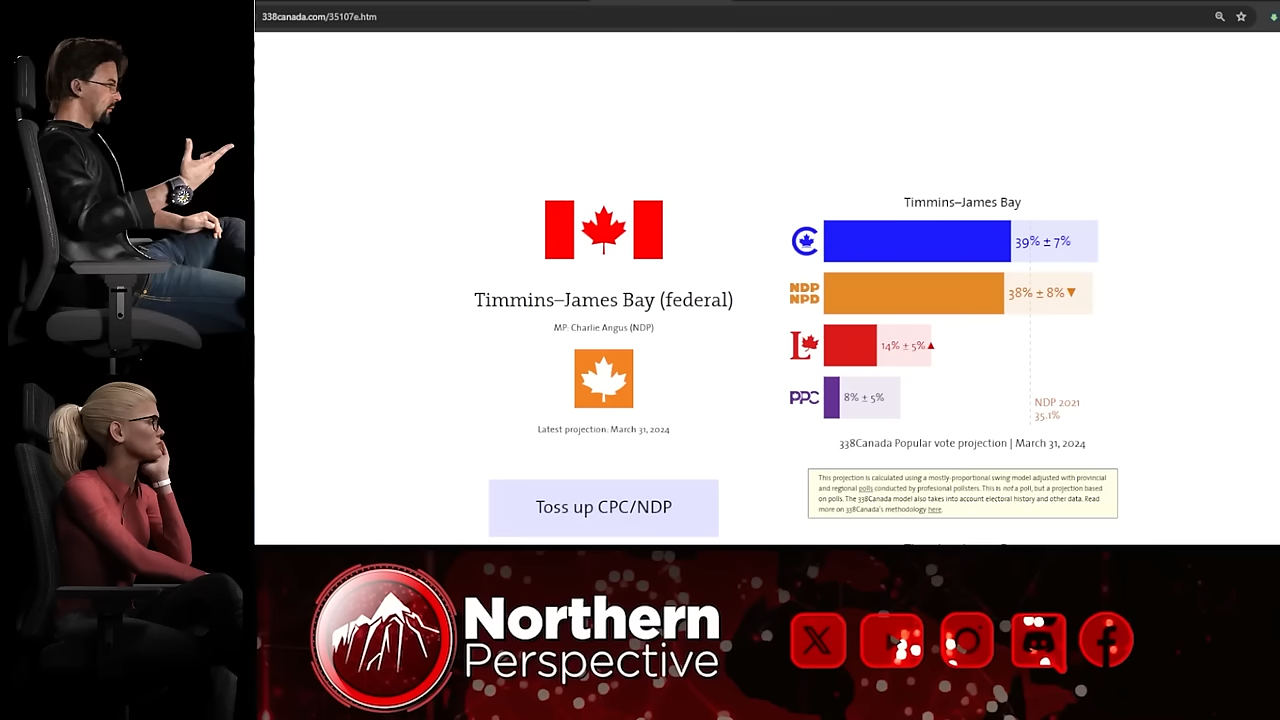 338canada.com/35107e.htm
Timmins–James Bay (federal)
MP: Charlie Angus (NDP)
Latest projection: March 31, 2024
Toss up CPC/NDP
Timmins–James Bay
39% ± 7%
NDP
NPD
38% ± 8%▼
L
14% ± 5%▲
PPC
8% ± 5%
NDP 2021
35.1%
338Canada Popular vote projection | March 31, 2024
This projection is calculated using a mostly-proportional swing model adjusted with provincial
and regional polls conducted by profesional pollsters. This is not a poll, but a projection based
on polls. The 338Canada model also takes into account electoral history and other data. Read
more on 338Canada's methodology here.
Northern
Perspective